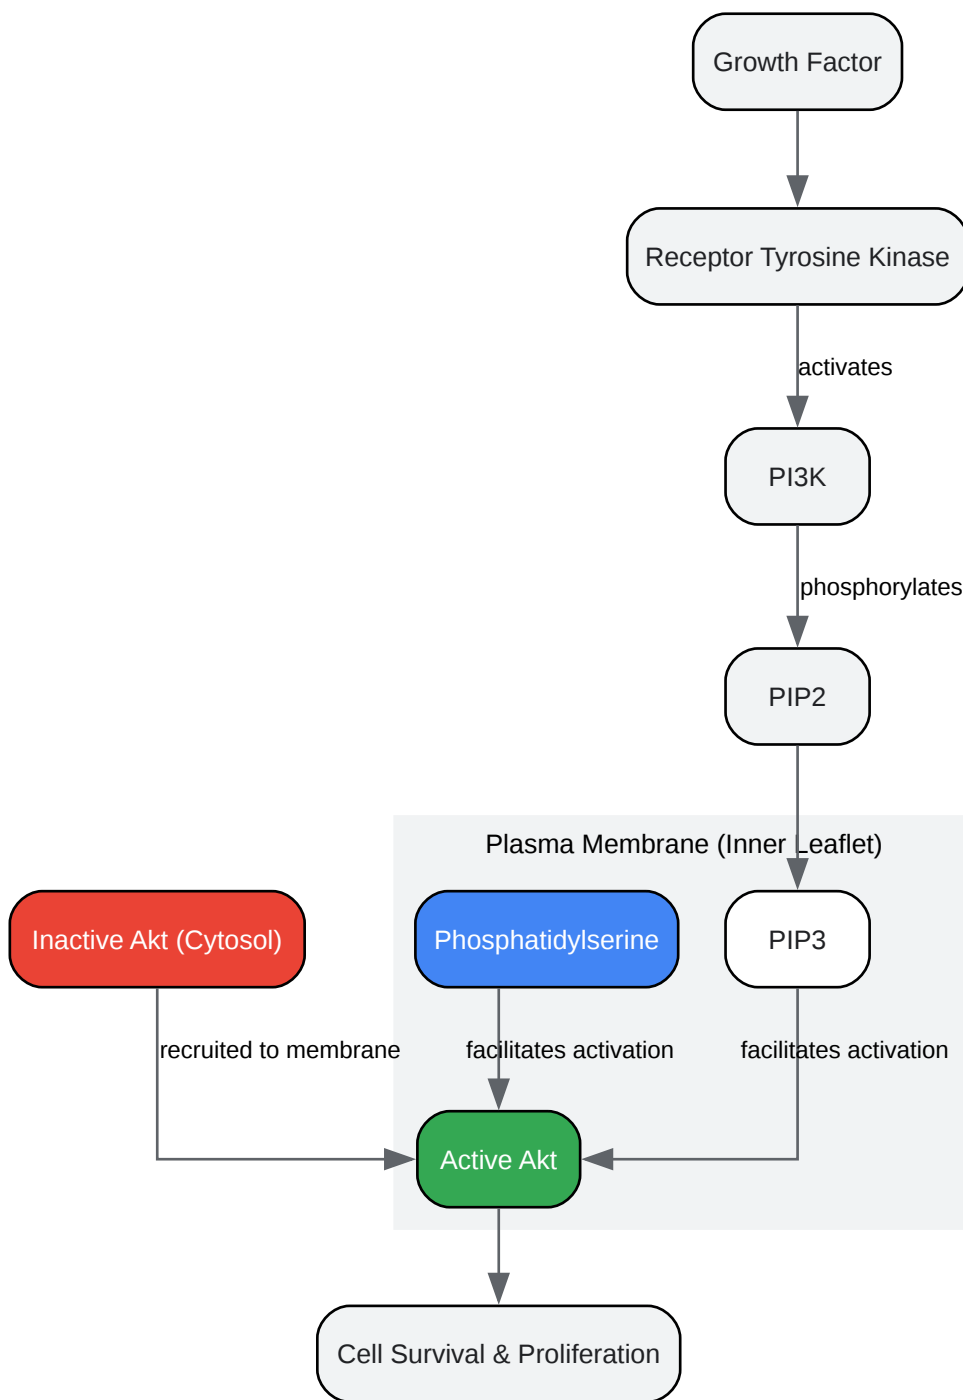 Growth Factor
Receptor Tyrosine Kinase
activates
PI3K
phosphorylates
PIP2
Plasma Membrane (Inner Leaflet)
Inactive Akt (Cytosol)
Phosphatidylserine
PIP3
recruited to membrane
facilitates activation
facilitates activation
Active Akt
Cell Survival & Proliferation